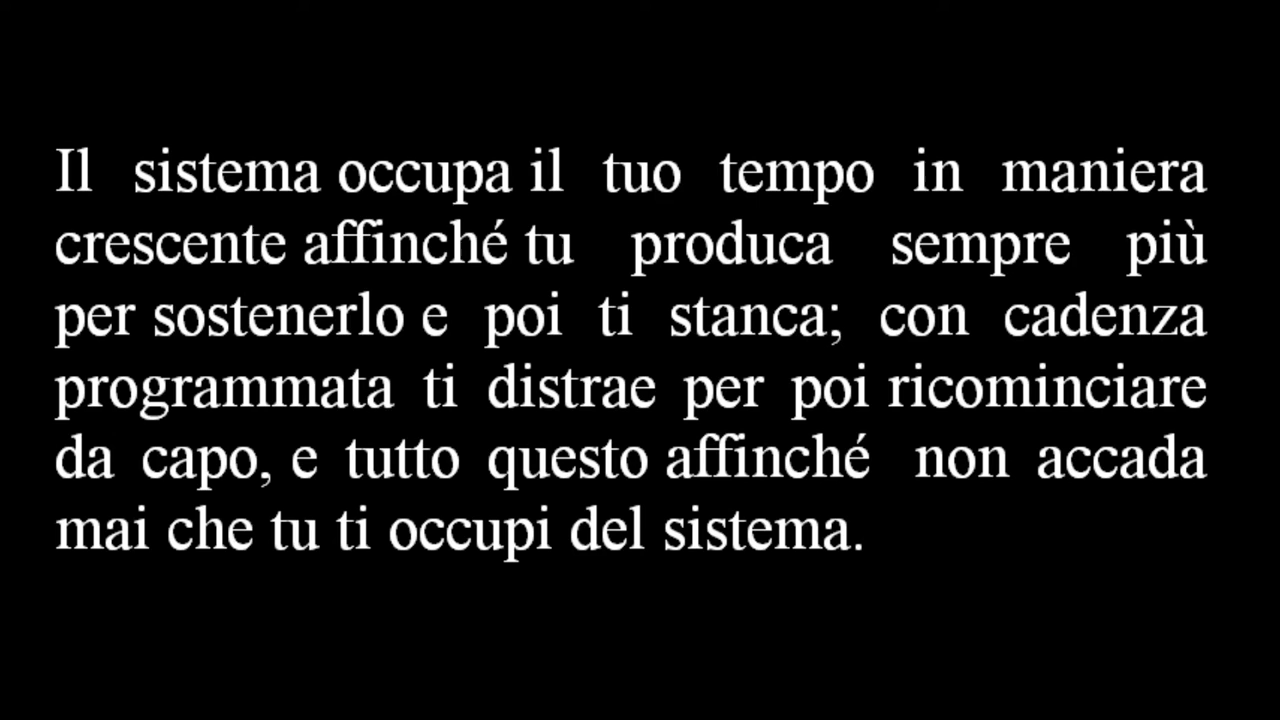 Il sistema occupa il tuo tempo in maniera
crescente affinché tu produca sempre più
per sostenerlo e poi ti stanca; con cadenza
programmata ti distrae per poi ricominciare
da capo, e tutto questo affinché non accada
mai che tu ti occupi del sistema.